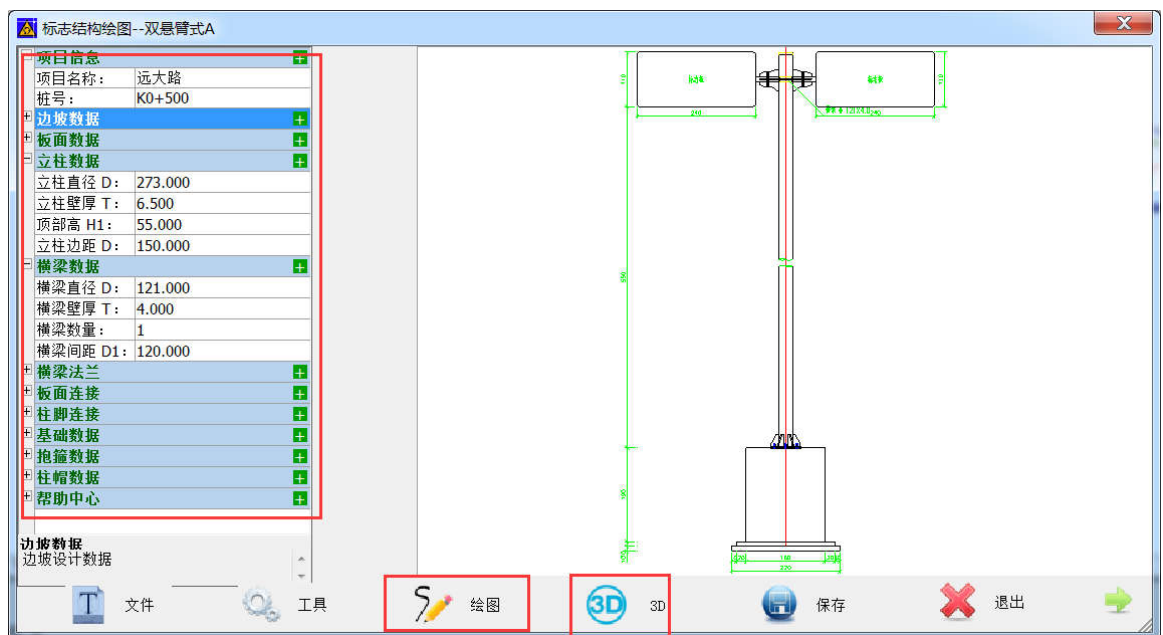 标志结构绘图--双悬臂式A
项目信息
项目名称： 远大路
桩号： K0+500
边坡数据
板面数据
立柱数据
立柱直径 D： 273.000
立柱壁厚 T： 6.500
顶部高 H1： 55.000
立柱边距 D： 150.000
横梁数据
横梁直径 D： 121.000
横梁壁厚 T： 4.000
横梁数量： 1
横梁间距 D1： 120.000
横梁法兰
板面连接
柱脚连接
基础数据
抱箍数据
柱帽数据
帮助中心
边坡数据
边坡设计数据
240
T 文件
工具
绘图
3D 3D
保存
退出